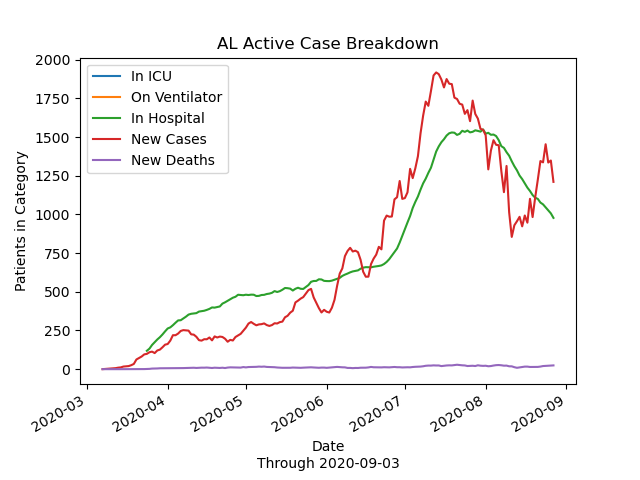 AL Active Case Breakdown
2000
1750
1500
1250
1000
750
500
250
0
Patients in Category
In ICU
On Ventilator
In Hospital
New Cases
New Deaths
2020-03
2020-04
2020-05
2020-06
2020-07
2020-08
2020-09
Date
Through 2020-09-03